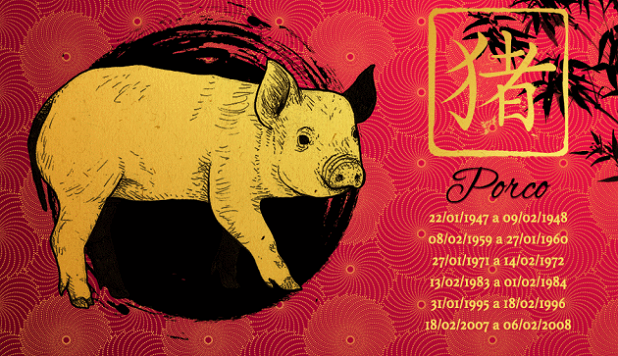 猪
Porco
22/01/1947 a 09/02/1948
08/02/1959 a 27/01/1960
27/01/1971 a 14/02/1972
13/02/1983 a 01/02/1984
31/01/1995 a 18/02/1996
18/02/2007 a 06/02/2008